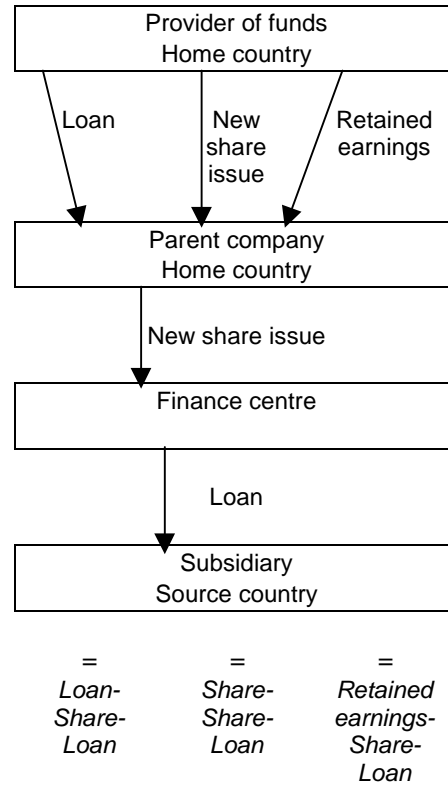 Provider of funds
Home country
Loan
New
share
issue
Retained
earnings
Parent company
Home country
New share issue
Finance centre
Loan
Subsidiary
Source country
=
Loan-
Share-
Loan
=
Share-
Share-
Loan
=
Retained
earnings-
Share-
Loan